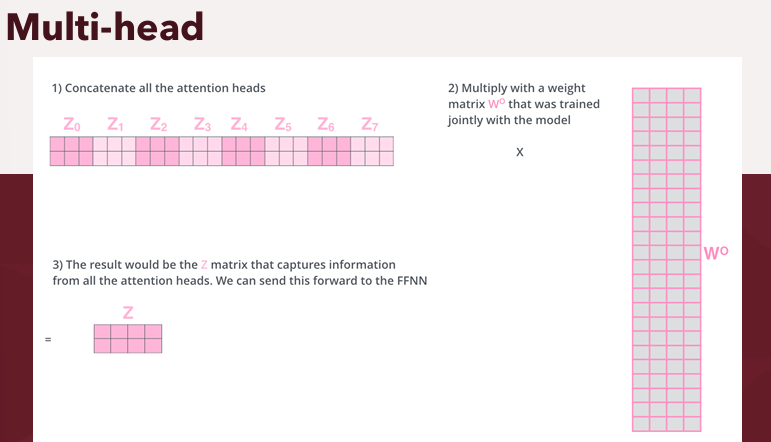 Multi-head
1) Concatenate all the attention heads
Z0 Z1 Z2 Z3 Z4 Z5 Z6 Z7
2) Multiply with a weight
matrix W^O that was trained
jointly with the model
X
W^O
3) The result would be the Z matrix that captures information
from all the attention heads. We can send this forward to the FFNN
Z
=